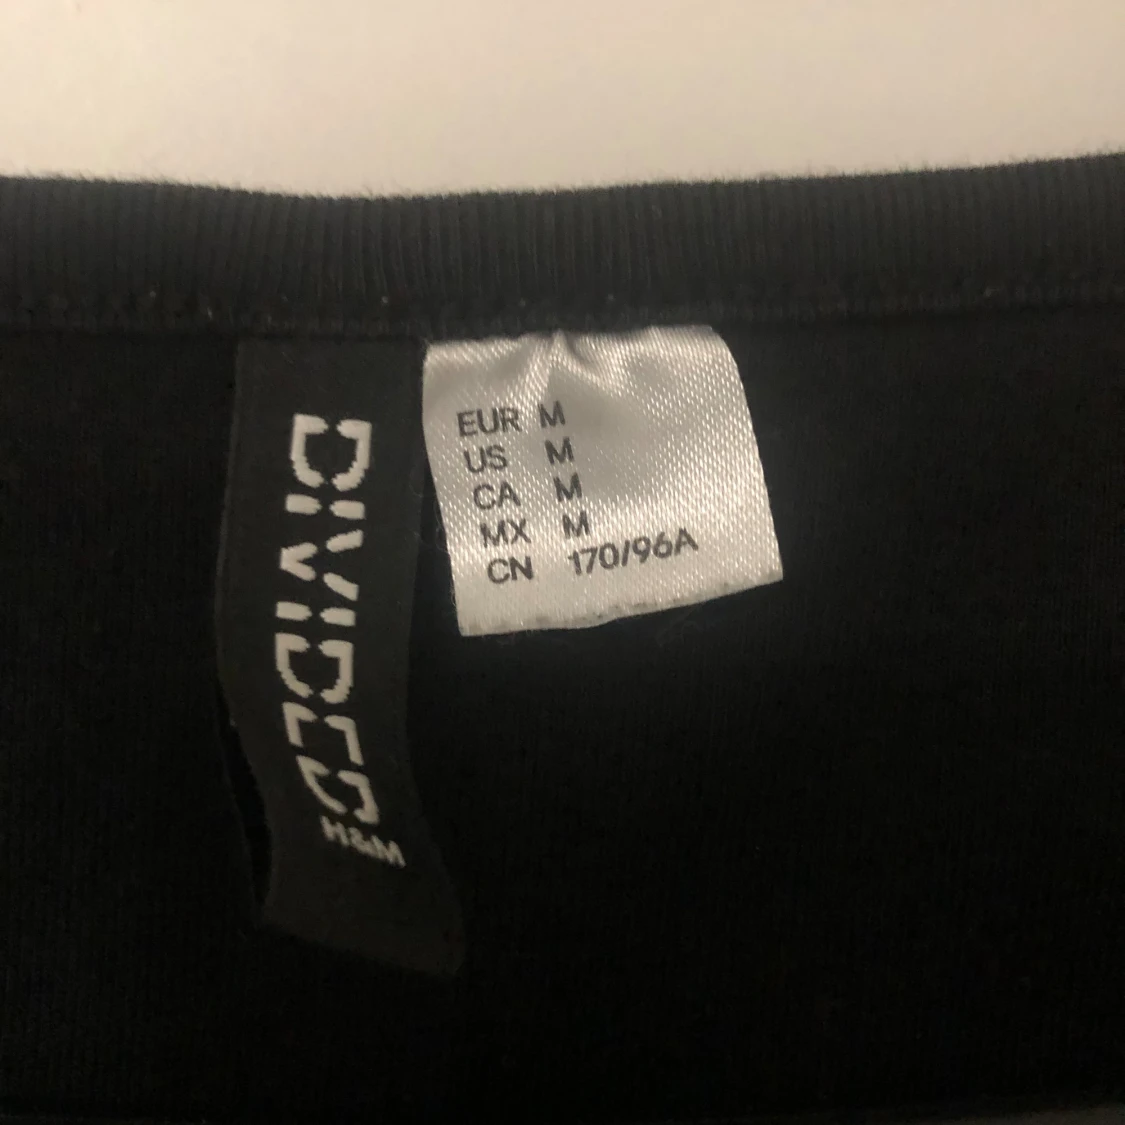 DIVIDED
H&M
EUR M
US M
CA M
MX M
CN 170/96A